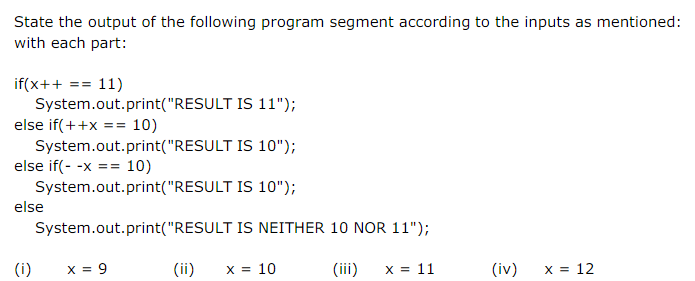 State the output of the following program segment according to the inputs as mentioned:
with each part:
if(x++ == 11)
System.out.print("RESULT IS 11");
else if(++x == 10)
System.out.print("RESULT IS 10");
else if(- -x == 10)
System.out.print("RESULT IS 10");
else
System.out.print("RESULT IS NEITHER 10 NOR 11");
(i) x = 9 (ii) x = 10 (iii) x = 11 (iv) x = 12